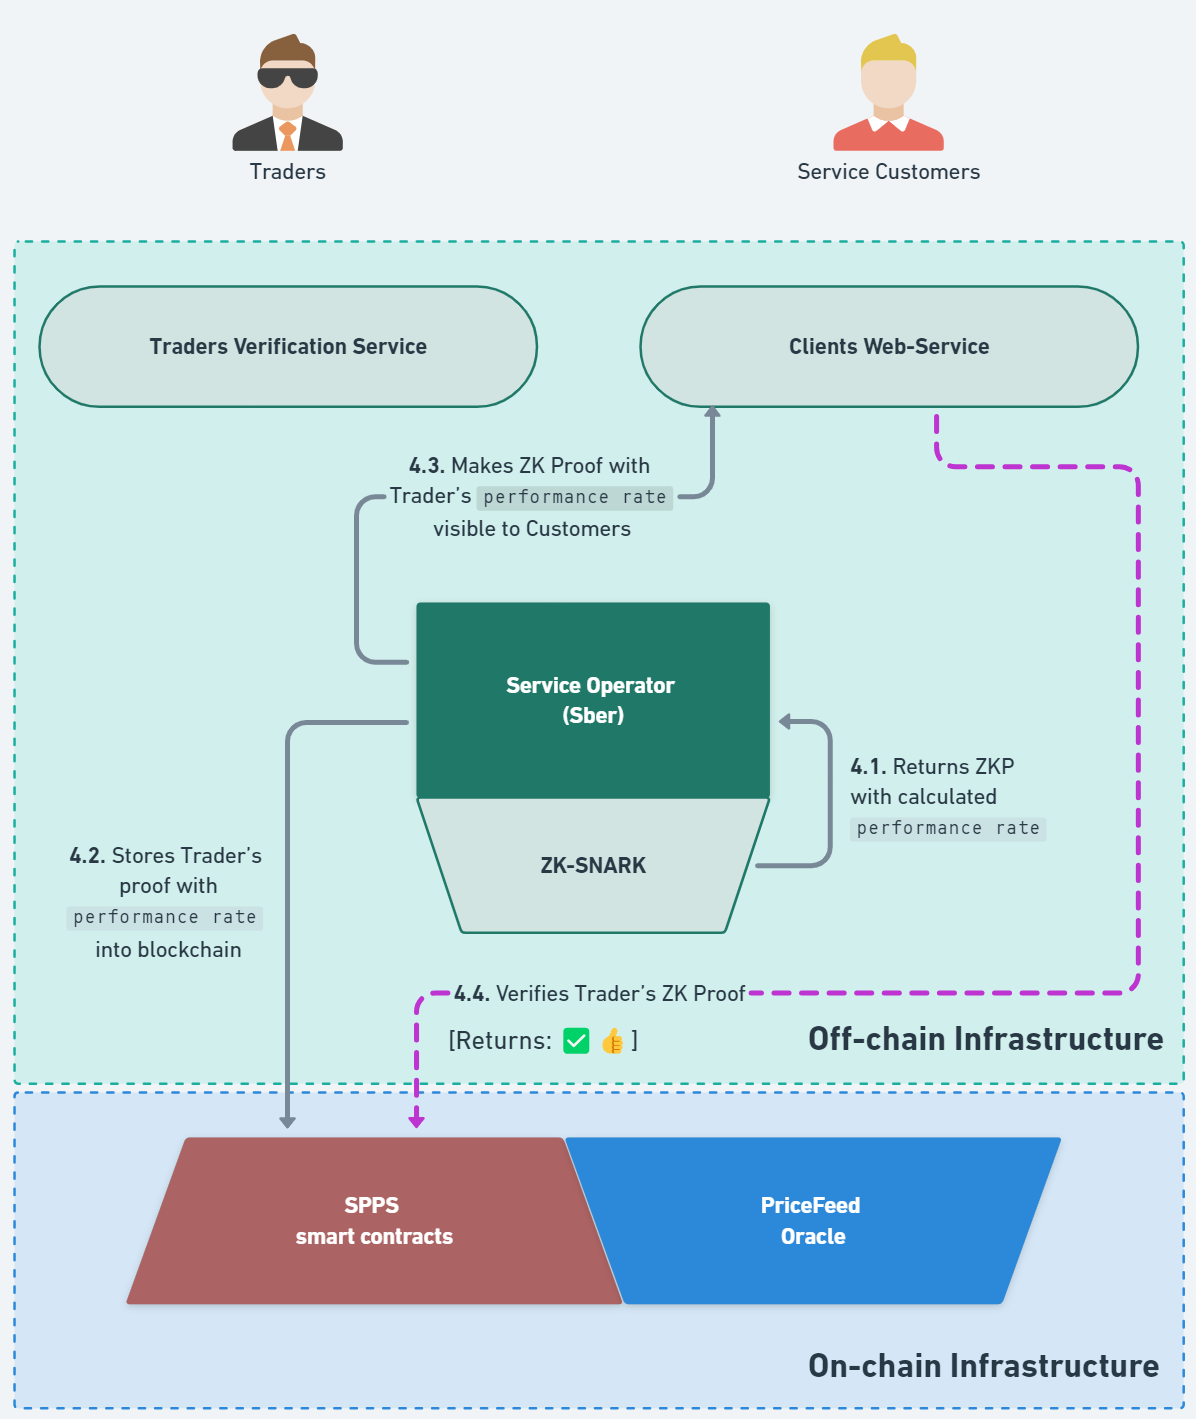 Traders
Service Customers
Traders Verification Service
Clients Web-Service
4.3. Makes ZK Proof with
Trader's performance rate
visible to Customers
Service Operator
(Sber)
4.1. Returns ZKP
with calculated
performance rate
4.2. Stores Trader's
proof with
performance rate
into blockchain
ZK-SNARK
4.4. Verifies Trader's ZK Proof
[Returns: ✅ 👍 ]
Off-chain Infrastructure
SPPS
smart contracts
PriceFeed
Oracle
On-chain Infrastructure